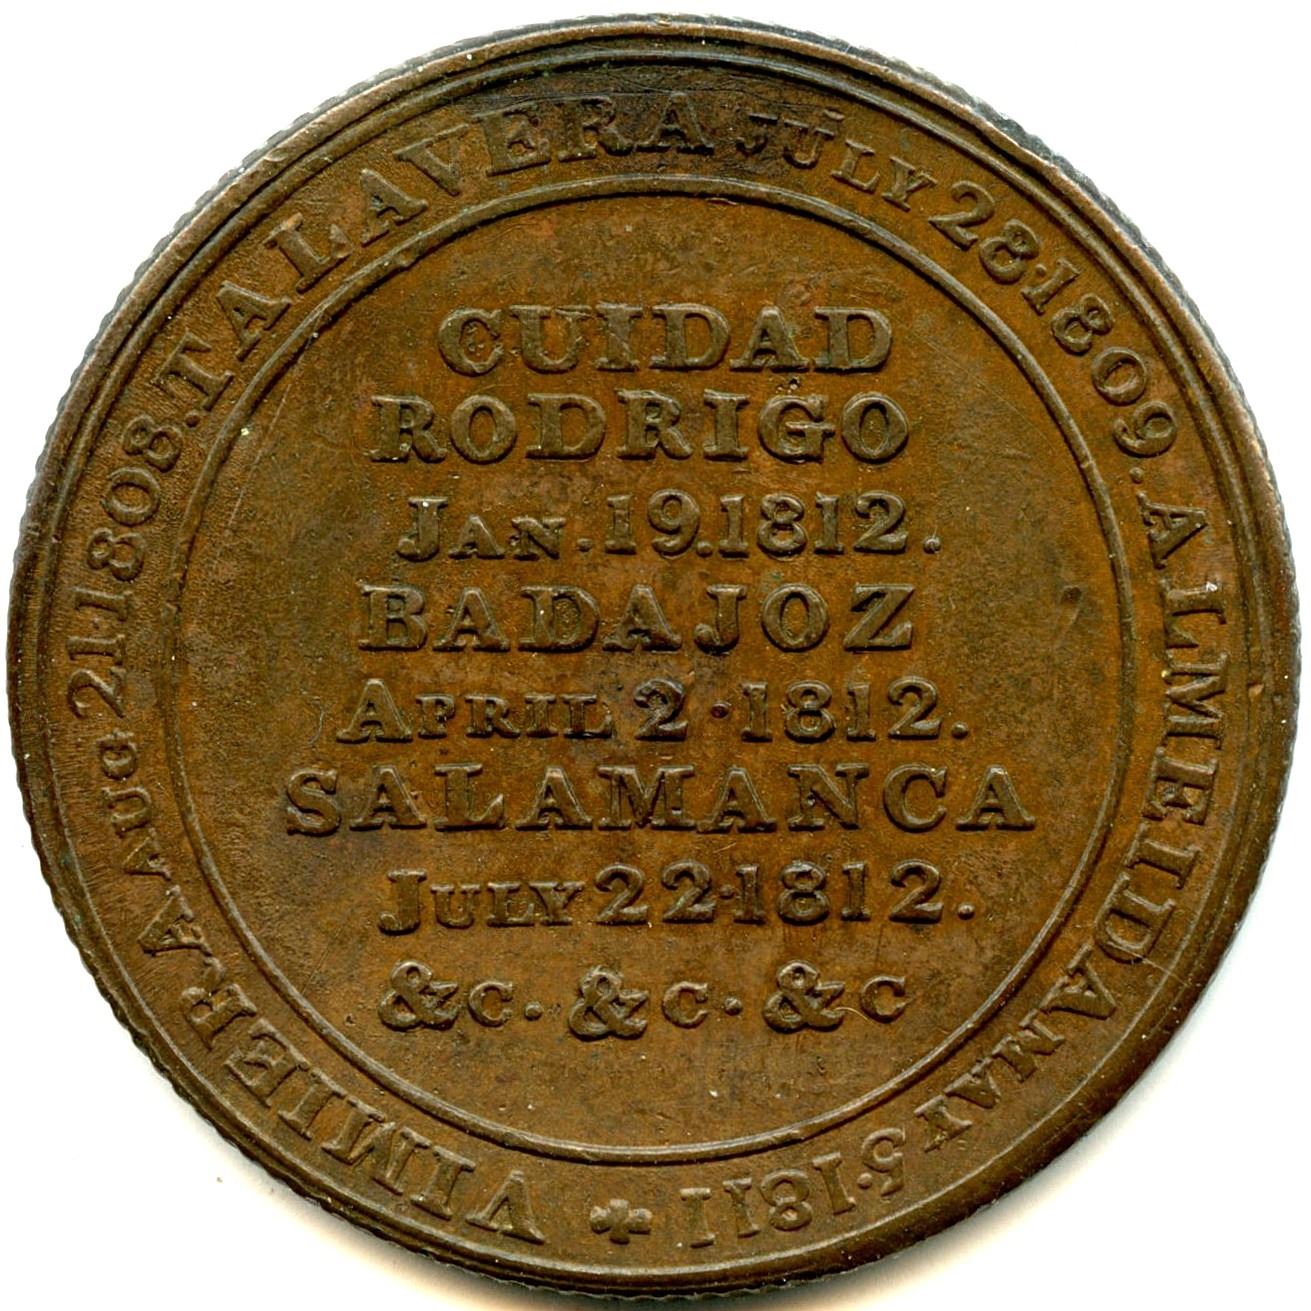 VIMIERA AUG 21·1808. TALAVERA JULY 28·1809. ALMEIDA MAY 5·1811
CUIDAD
RODRIGO
JAN. 19.1812.
BADAJOZ
APRIL 2·1812.
SALAMANCA
JULY 22·1812.
&C. &C. &C